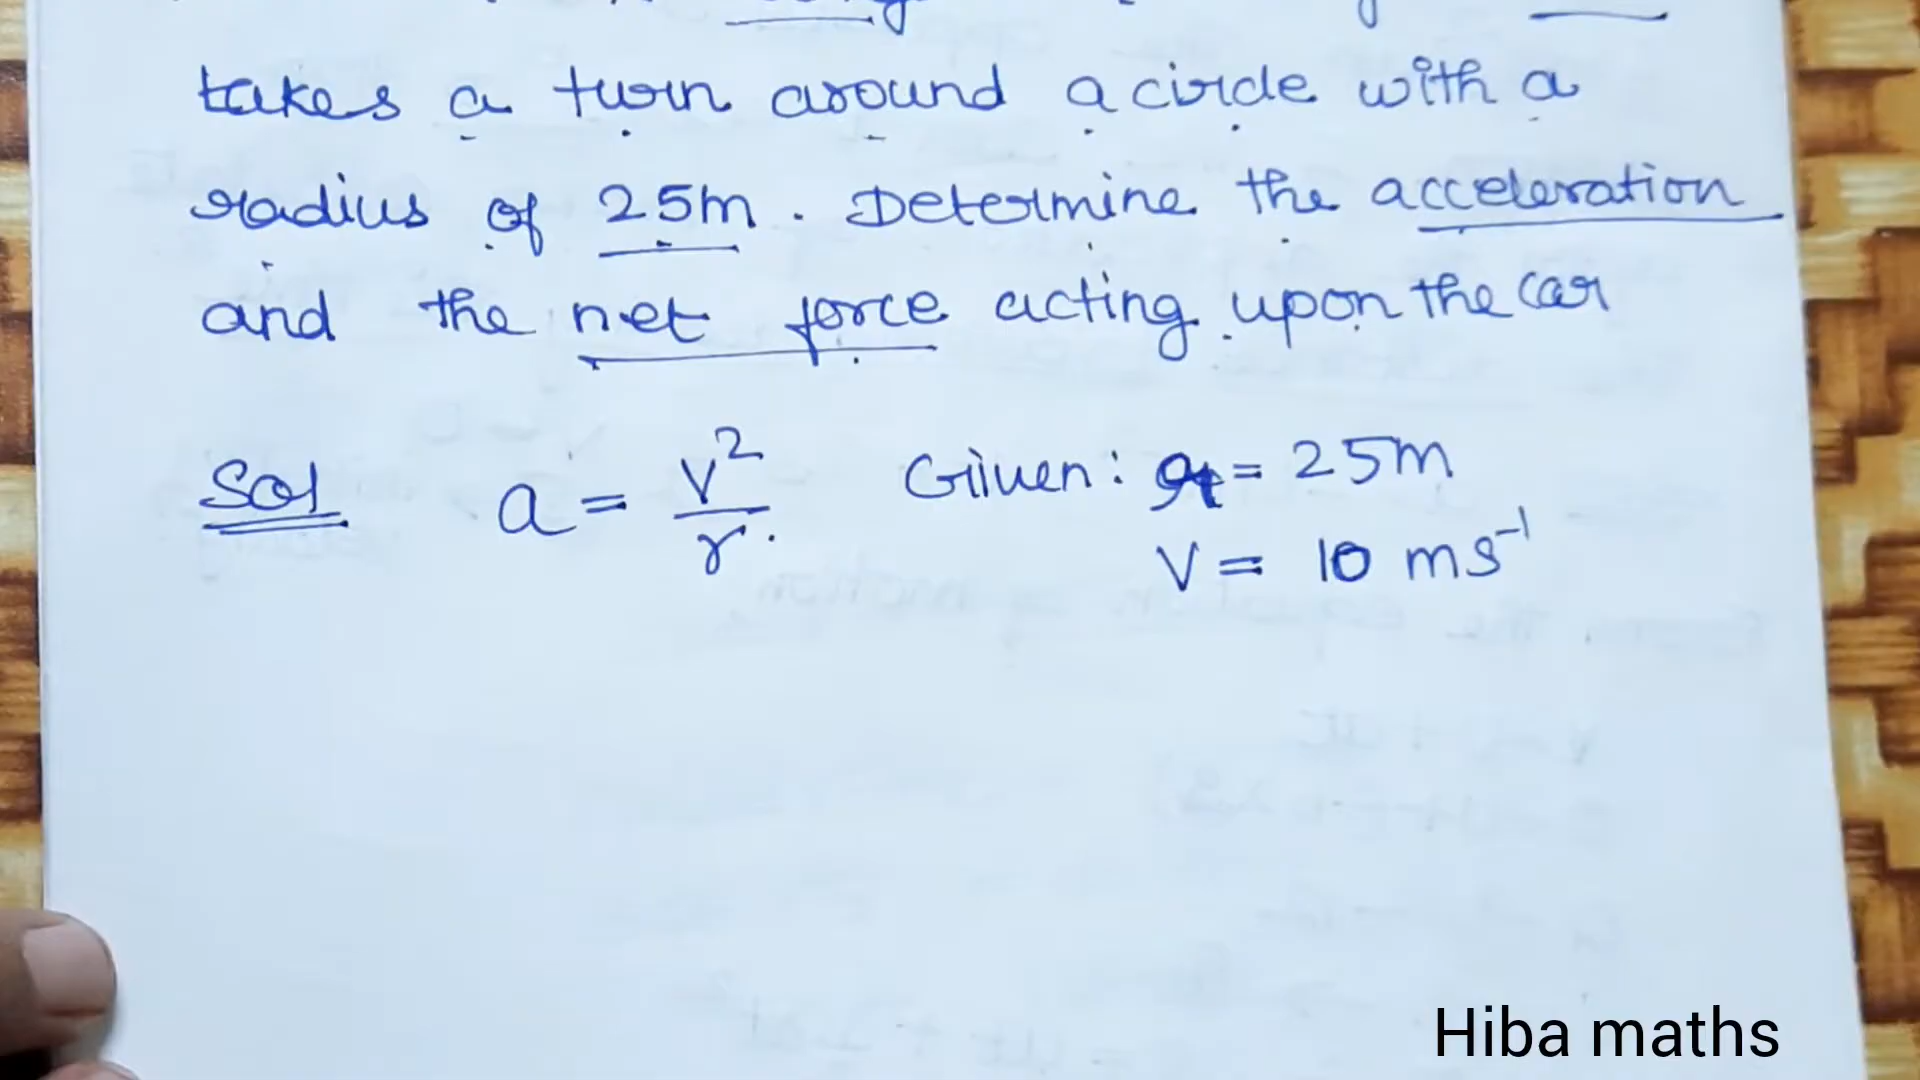 takes a turn around a circle with a
radius of 25m. Determine the acceleration
and the net force acting upon the car
Sol a = v²/r. Given: r = 25m
V = 10 ms⁻¹
Hiba maths